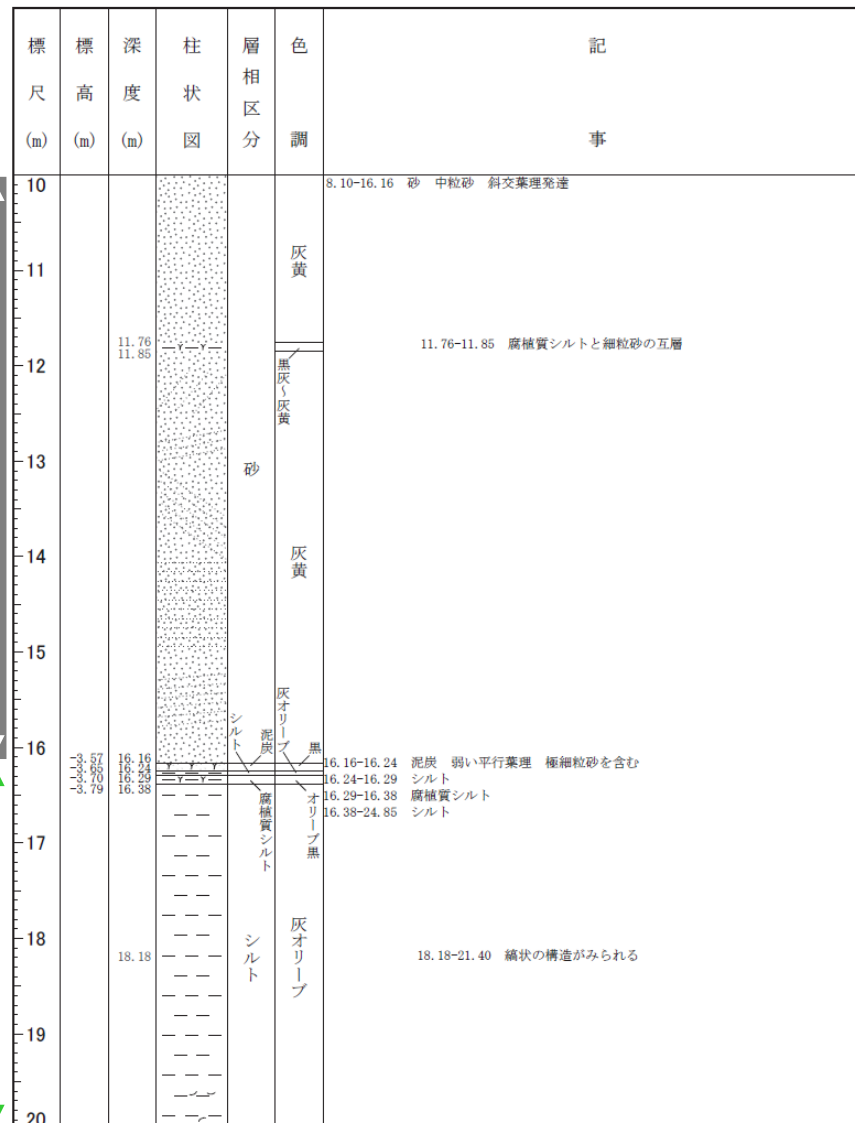 標尺(m)
標高(m)
深度(m)
柱状図
層相区分
色調
記事
10
8.10-16.16 砂 中粒砂 斜交葉理発達
灰黄
11
11.76
11.85
11.76-11.85 腐植質シルトと細粒砂の互層
12
黒灰~灰黄
13
砂
14
灰黄
15
シルト
泥炭
灰オリーブ
黒
16
-3.57 16.16
16.16-16.24 泥炭 弱い平行葉理 極細粒砂を含む
-3.65 16.24
16.24-16.29 シルト
-3.70 16.29
16.29-16.38 腐植質シルト
-3.79 16.38
16.38-24.85 シルト
腐植質シルト
オリーブ黒
17
18
シルト
灰オリーブ
18.18
18.18-21.40 縞状の構造がみられる
19
20